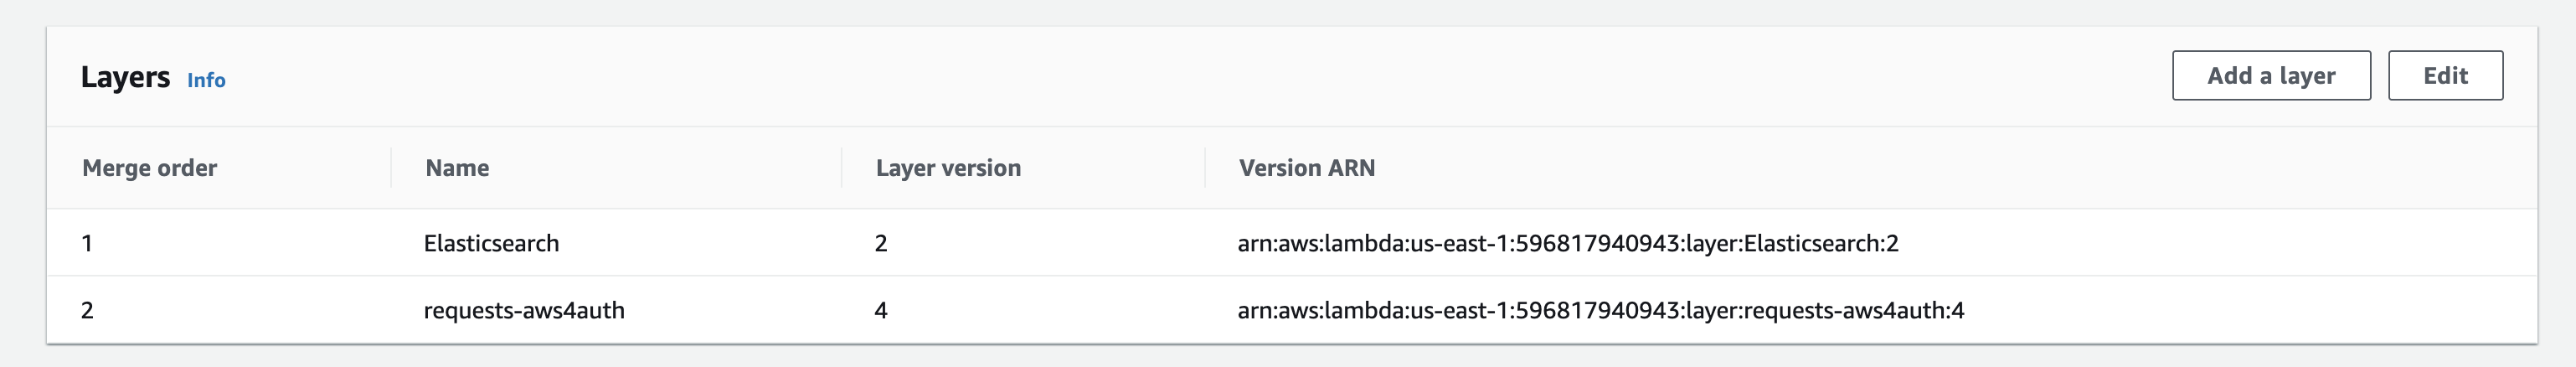 Layers Info
Add a layer Edit
Merge order Name Layer version Version ARN
1 Elasticsearch 2 arn:aws:lambda:us-east-1:596817940943:layer:Elasticsearch:2
2 requests-aws4auth 4 arn:aws:lambda:us-east-1:596817940943:layer:requests-aws4auth:4